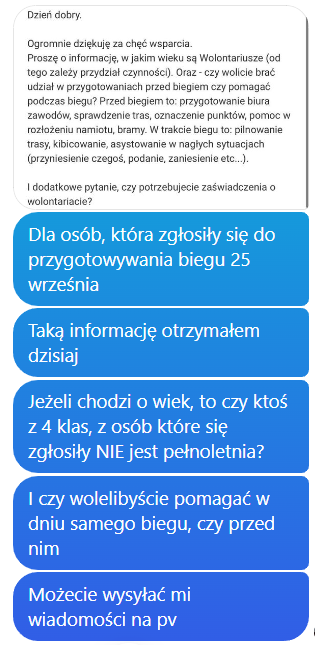 Dzień dobry.
Ogromnie dziękuję za chęć wsparcia.
Proszę o informację, w jakim wieku są Wolontariusze (od
tego zależy przydział czynności). Oraz - czy wolicie brać
udział w przygotowaniach przed biegiem czy pomagać
podczas biegu? Przed biegiem to: przygotowanie biura
zawodów, sprawdzenie tras, oznaczenie punktów, pomoc w
rozłożeniu namiotu, bramy. W trakcie biegu to: pilnowanie
trasy, kibicowanie, asystowanie w nagłych sytuacjach
(przyniesienie czegoś, podanie, zaniesienie etc...).
I dodatkowe pytanie, czy potrzebujecie zaświadczenia o
wolontariacie?
Dla osób, która zgłosiły się do
przygotowywania biegu 25
września
Taką informację otrzymałem
dzisiaj
Jeżeli chodzi o wiek, to czy ktoś
z 4 klas, z osób które się
zgłosiły NIE jest pełnoletnia?
I czy wolelibyście pomagać w
dniu samego biegu, czy przed
nim
Możecie wysyłać mi
wiadomości na pv